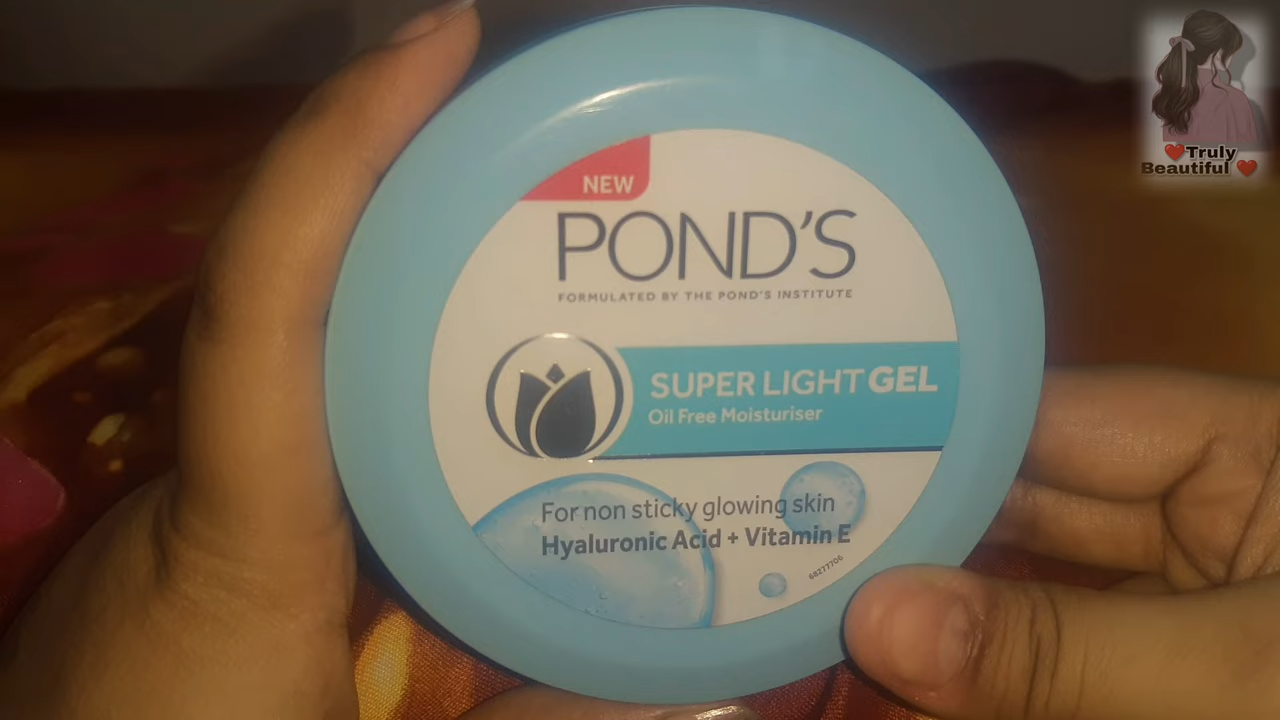 NEW
POND'S
FORMULATED BY THE POND'S INSTITUTE
SUPER LIGHT GEL
Oil Free Moisturiser
For non sticky glowing skin
Hyaluronic Acid + Vitamin E
68277706
❤️Truly
Beautiful ❤️